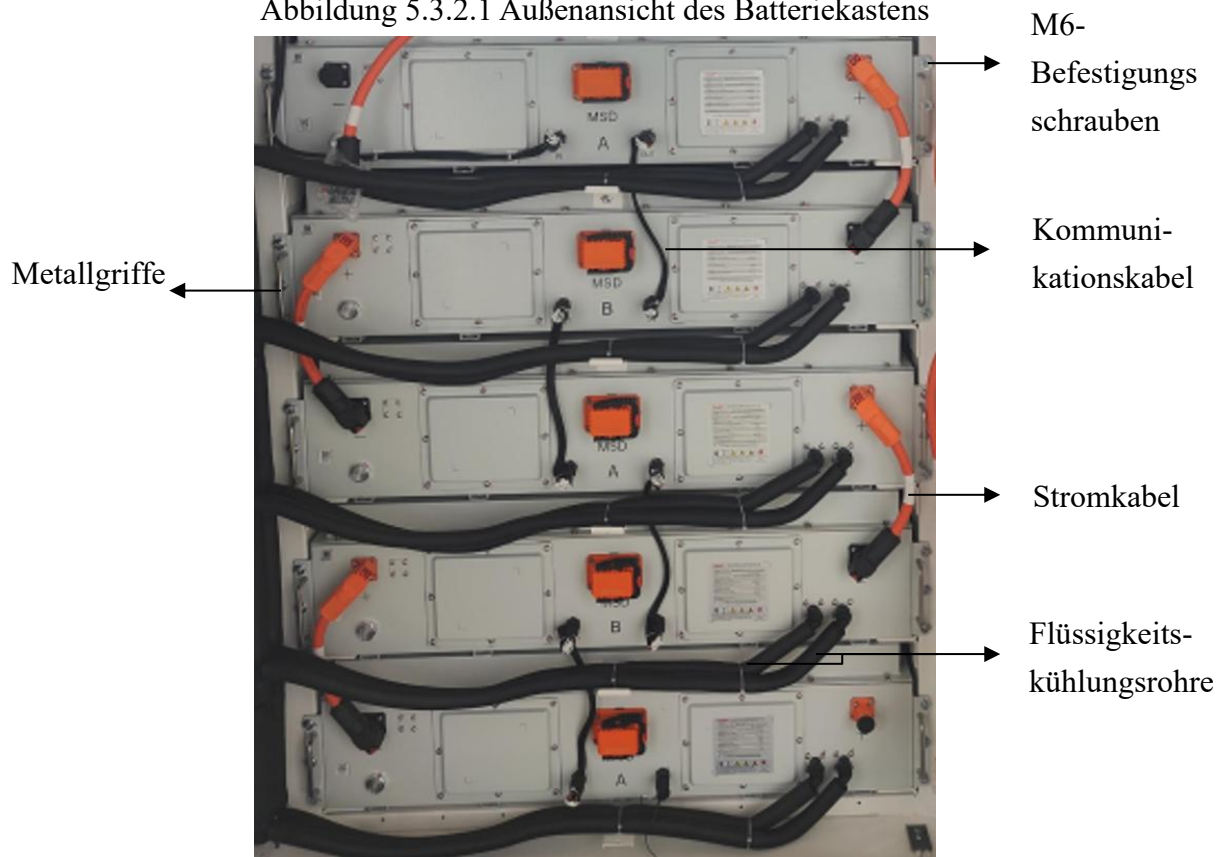 Abbildung 5.3.2.1 Außenansicht des Batteriekastens
M6-
Befestigungs
schrauben
MSD
A
Kommuni-
kationskabel
Metallgriffe
MSD
B
MSD
A
Stromkabel
MSD
B
Flüssigkeits-
kühlungsrohre
A